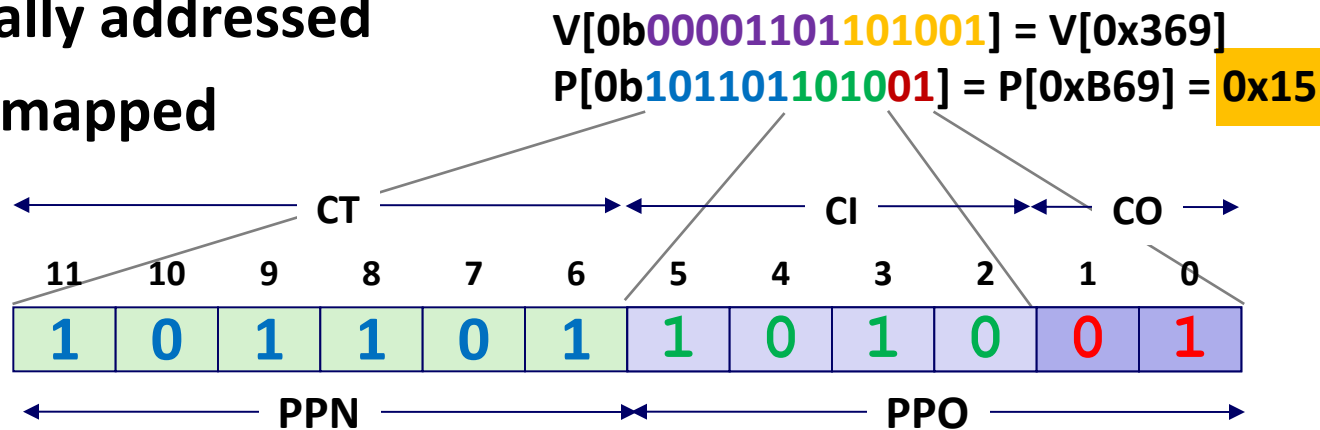 ally addressed
mapped
V[0b00001101101001] = V[0x369]
P[0b101101101001] = P[0xB69] = 0x15
CT CI CO
11 10 9 8 7 6 5 4 3 2 1 0
1 0 1 1 0 1 1 0 1 0 0 1
PPN PPO